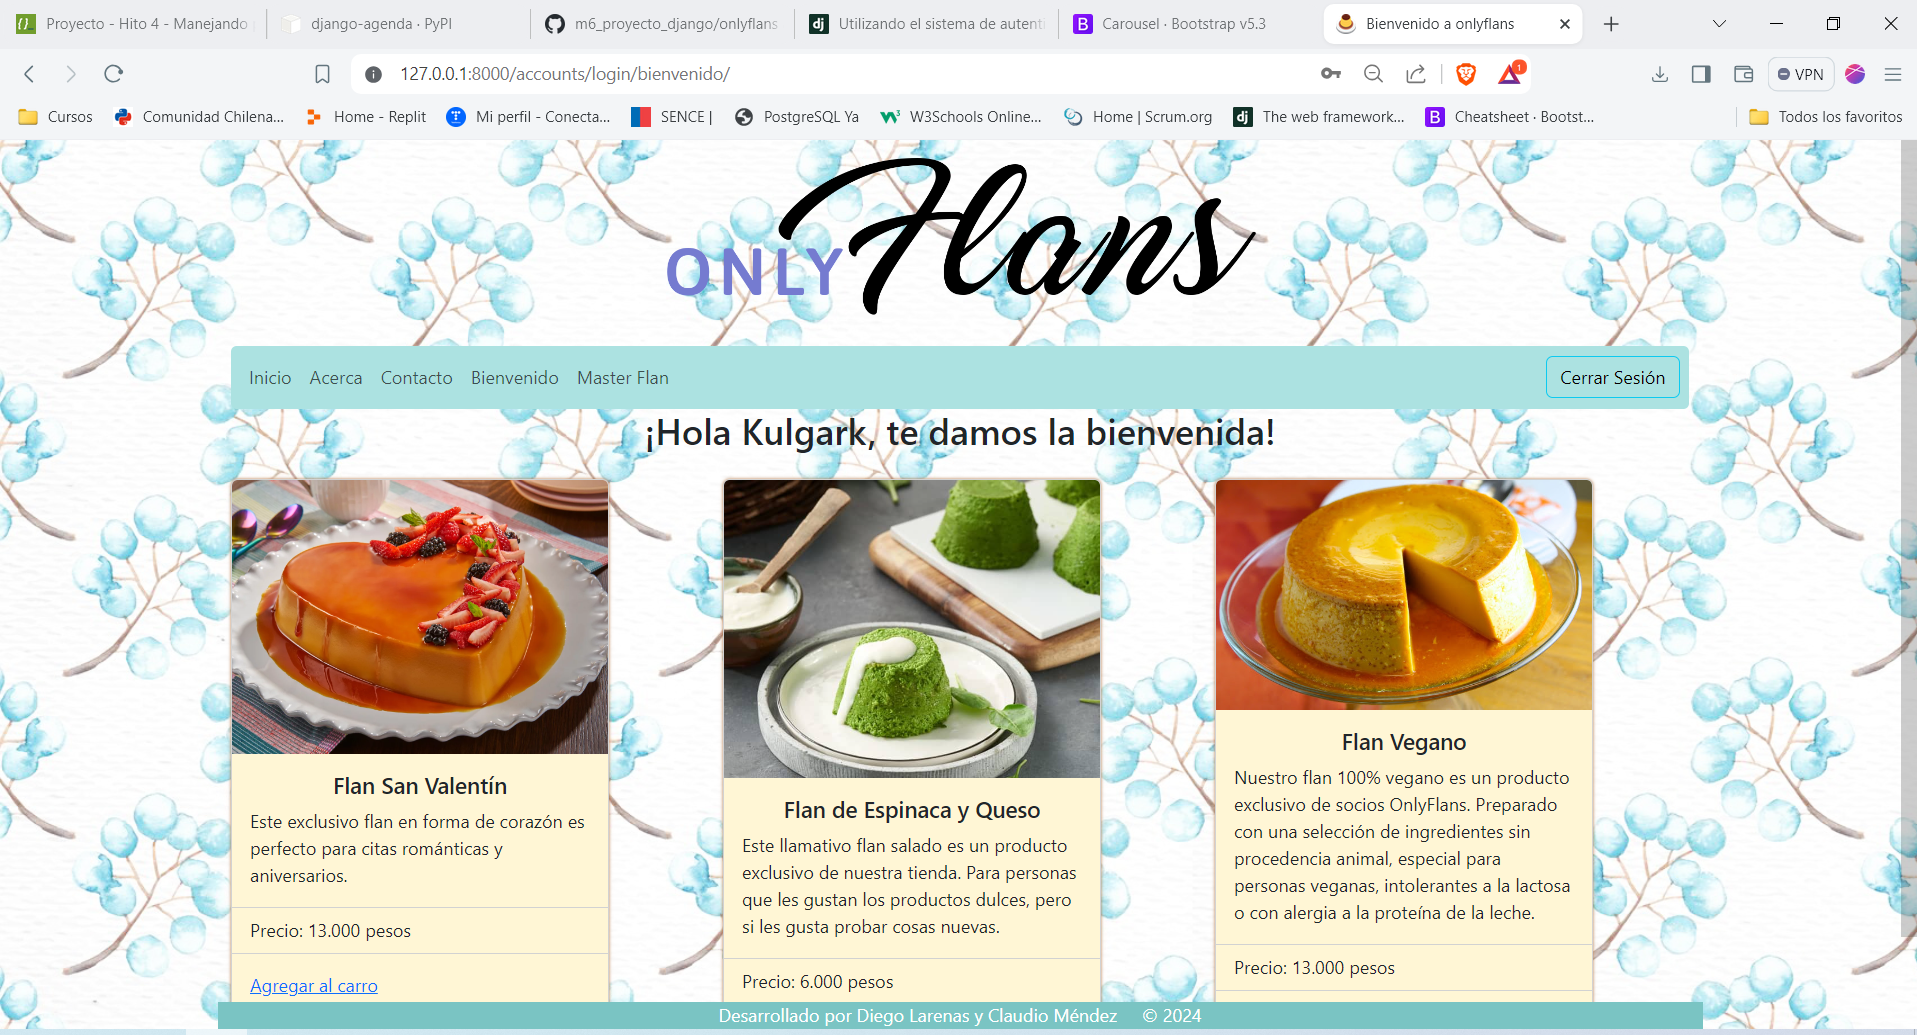 Proyecto - Hito 4 - Manejando
django-agenda · PyPI
m6_proyecto_django/onlyflans
Utilizando el sistema de autent
Carousel · Bootstrap v5.3
Bienvenido a onlyflans
127.0.0.1:8000/accounts/login/bienvenido/
1
VPN
Cursos
Comunidad Chilena...
Home - Replit
Mi perfil - Conecta...
SENCE |
PostgreSQL Ya
W3Schools Online...
Home | Scrum.org
The web framework...
Cheatsheet · Bootst...
Todos los favoritos
ONLY Flans
Inicio
Acerca
Contacto
Bienvenido
Master Flan
Cerrar Sesión
¡Hola Kulgark, te damos la bienvenida!
Flan San Valentín
Este exclusivo flan en forma de corazón es
perfecto para citas románticas y
aniversarios.
Precio: 13.000 pesos
Agregar al carro
Flan de Espinaca y Queso
Este llamativo flan salado es un producto
exclusivo de nuestra tienda. Para personas
que les gustan los productos dulces, pero
si les gusta probar cosas nuevas.
Precio: 6.000 pesos
Flan Vegano
Nuestro flan 100% vegano es un producto
exclusivo de socios OnlyFlans. Preparado
con una selección de ingredientes sin
procedencia animal, especial para
personas veganas, intolerantes a la lactosa
o con alergia a la proteína de la leche.
Precio: 13.000 pesos
Desarrollado por Diego Larenas y Claudio Méndez © 2024